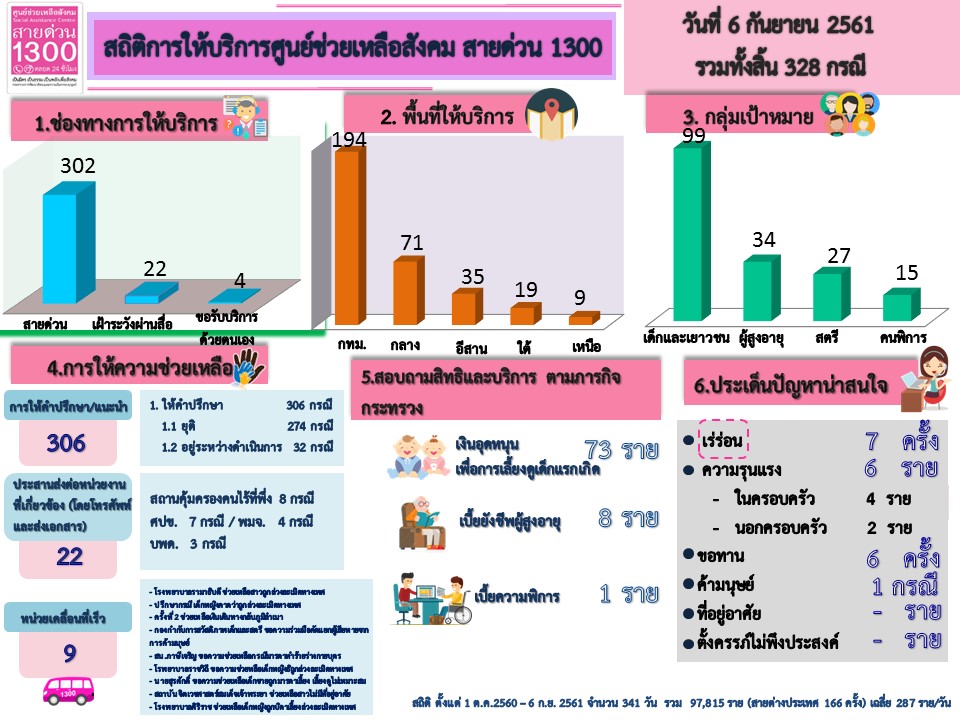 ศูนย์ช่วยเหลือสังคม
Social Assistance Centre
สายด่วน
1300
ตลอด 24 ชั่วโมง
สถิติการให้บริการศูนย์ช่วยเหลือสังคม สายด่วน 1300
วันที่ 6 กันยายน 2561
รวมทั้งสิ้น 328 กรณี
1.ช่องทางการให้บริการ
302
22
4
สายด่วน
เฝ้าระวังผ่านสื่อ
ขอรับบริการ
ด้วยตนเอง
2. พื้นที่ให้บริการ
194
71
35
19
9
กทม.
กลาง
อีสาน
ใต้
เหนือ
3. กลุ่มเป้าหมาย
99
34
27
15
เด็กและเยาวชน
ผู้สูงอายุ
สตรี
คนพิการ
4.การให้ความช่วยเหลือ
การให้คำปรึกษา/แนะนำ
306
1. ให้คำปรึกษา 306 กรณี
1.1 ยุติ 274 กรณี
1.2 อยู่ระหว่างดำเนินการ 32 กรณี
ประสานส่งต่อหน่วยงาน
ที่เกี่ยวข้อง (โดยโทรศัพท์
และส่งเอกสาร)
22
สถานคุ้มครองคนไร้ที่พึ่ง 8 กรณี
ศปช. 7 กรณี / พมจ. 4 กรณี
บพด. 3 กรณี
หน่วยเคลื่อนที่เร็ว
9
1300
5.สอบถามสิทธิและบริการ ตามภารกิจ
กระทรวง
เงินอุดหนุน
เพื่อการเลี้ยงดูเด็กแรกเกิด
73 ราย
เบี้ยยังชีพผู้สูงอายุ 8 ราย
เบี้ยความพิการ 1 ราย
6.ประเด็นปัญหาน่าสนใจ
เร่ร่อน 7 ครั้ง
ความรุนแรง 6 ราย
- ในครอบครัว 4 ราย
- นอกครอบครัว 2 ราย
ขอทาน 6 ครั้ง
ค้ามนุษย์ 1 กรณี
ที่อยู่อาศัย - ราย
ตั้งครรภ์ไม่พึงประสงค์ - ราย
สถิติ ตั้งแต่ 1 ต.ค.2560 – 6 ก.ย. 2561 จำนวน 341 วัน รวม 97,815 ราย (สายต่างประเทศ 166 ครั้ง) เฉลี่ย 287 ราย/วัน